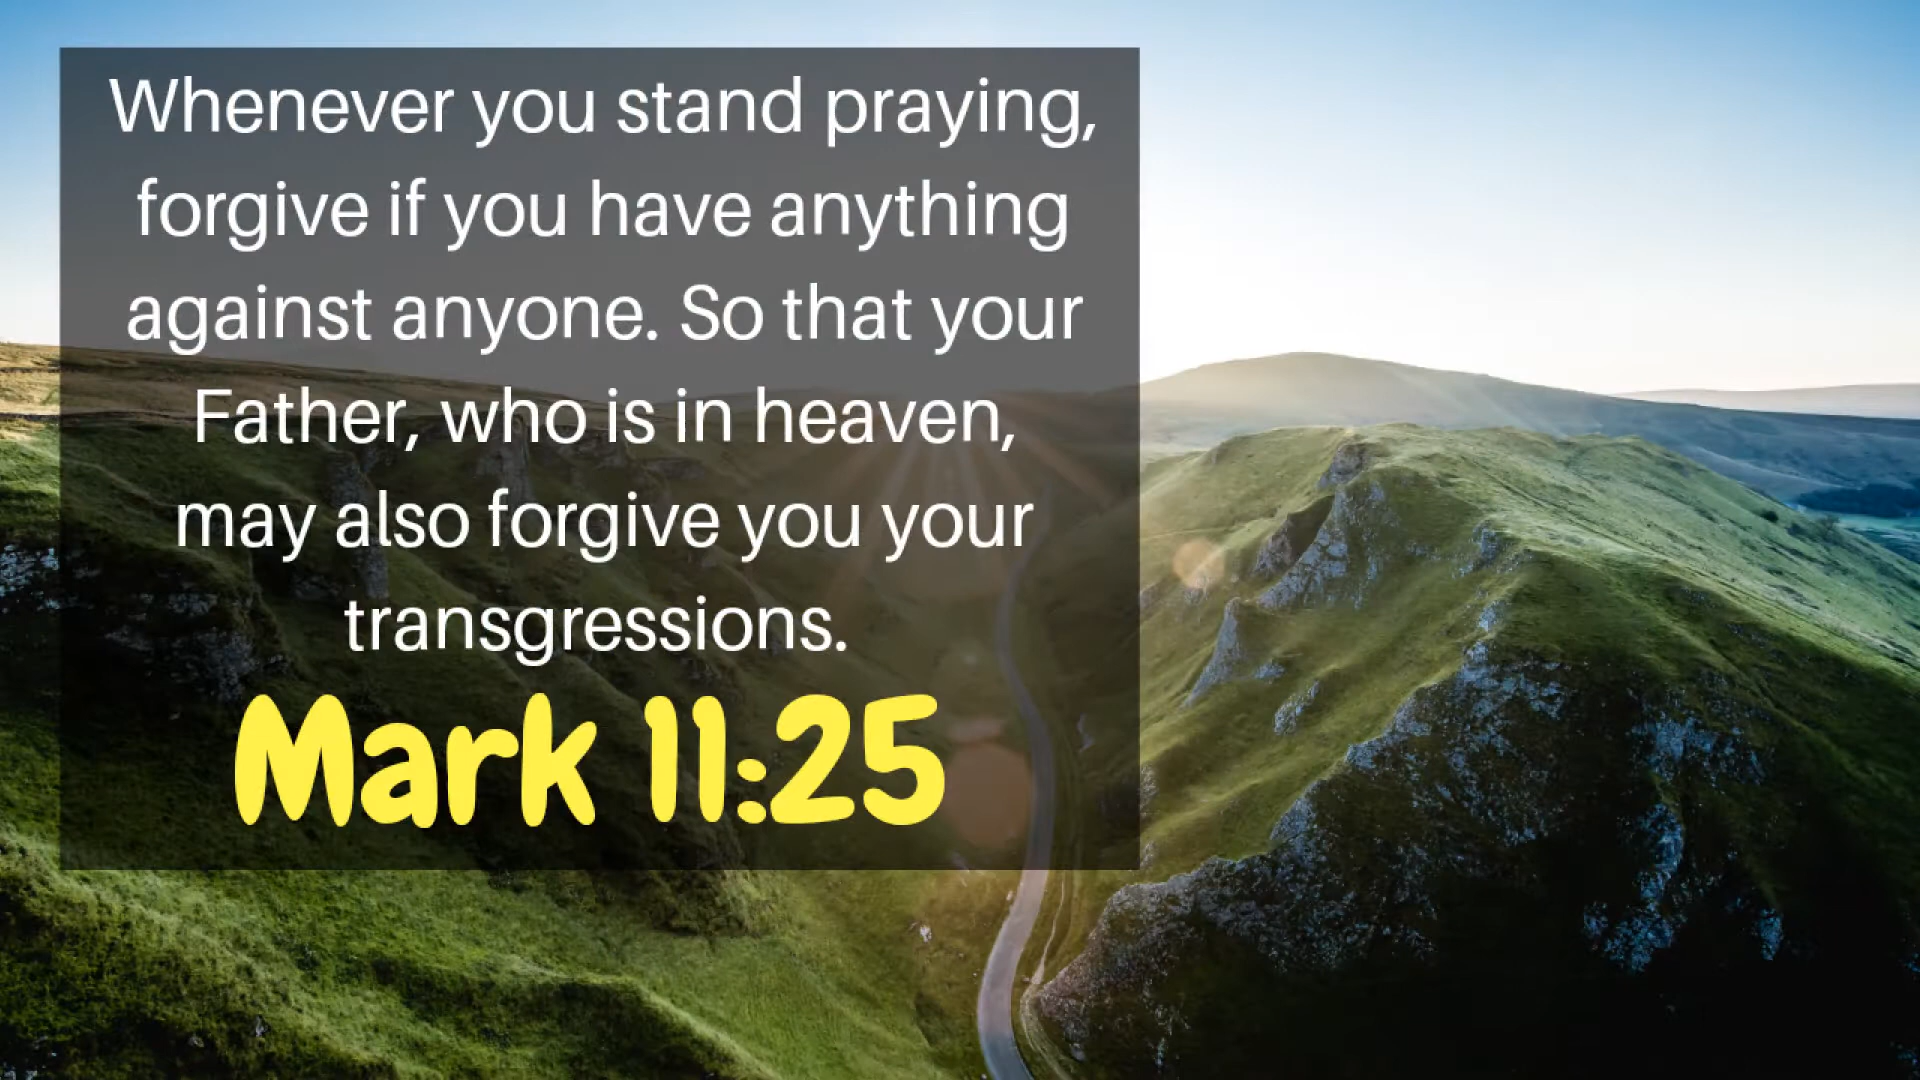 Whenever you stand praying,
forgive if you have anything
against anyone. So that your
Father, who is in heaven,
may also forgive you your
transgressions.
Mark 11:25